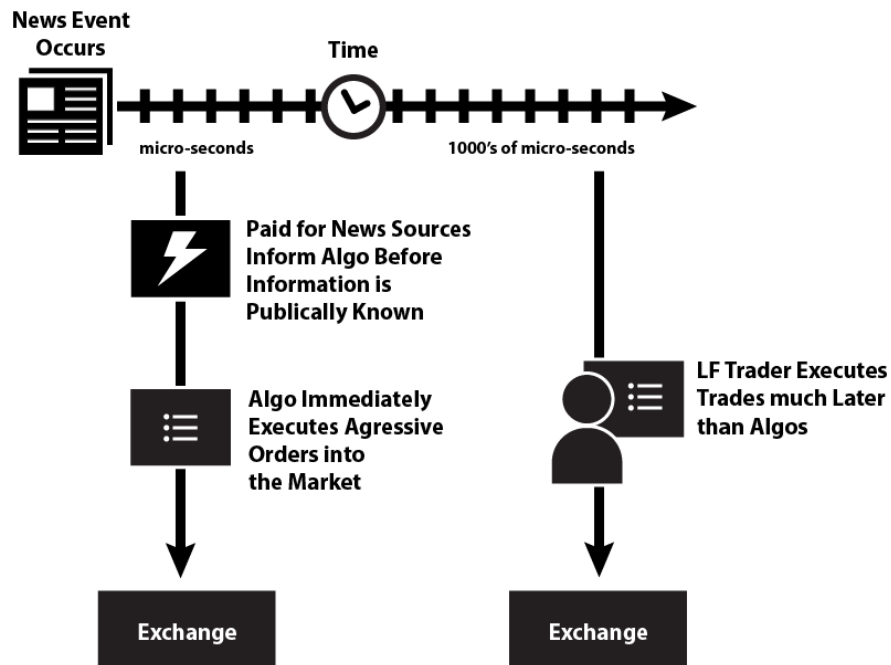 News Event
Occurs
Time
micro-seconds
1000's of micro-seconds
Paid for News Sources
Inform Algo Before
Information is
Publically Known
Algo Immediately
Executes Agressive
Orders into
the Market
LF Trader Executes
Trades much Later
than Algos
Exchange
Exchange